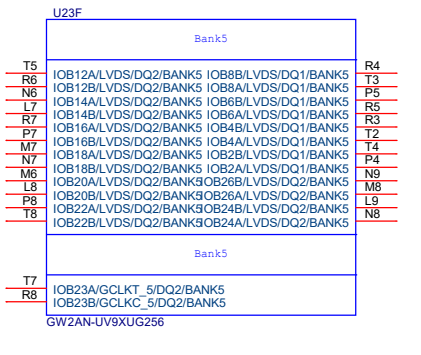 U23F
Bank5
T5 IOB12A/LVDS/DQ2/BANK5 IOB8B/LVDS/DQ1/BANK5 R4
R6 IOB12B/LVDS/DQ2/BANK5 IOB8A/LVDS/DQ1/BANK5 T3
N6 IOB14A/LVDS/DQ2/BANK5 IOB6B/LVDS/DQ1/BANK5 P5
L7 IOB14B/LVDS/DQ2/BANK5 IOB6A/LVDS/DQ1/BANK5 R5
R7 IOB16A/LVDS/DQ2/BANK5 IOB4B/LVDS/DQ1/BANK5 R3
P7 IOB16B/LVDS/DQ2/BANK5 IOB4A/LVDS/DQ1/BANK5 T2
M7 IOB18A/LVDS/DQ2/BANK5 IOB2B/LVDS/DQ1/BANK5 T4
N7 IOB18B/LVDS/DQ2/BANK5 IOB2A/LVDS/DQ1/BANK5 P4
M6 IOB20A/LVDS/DQ2/BANK5 IOB26B/LVDS/DQ2/BANK5 N9
L8 IOB20B/LVDS/DQ2/BANK5 IOB26A/LVDS/DQ2/BANK5 M8
P8 IOB22A/LVDS/DQ2/BANK5 IOB24B/LVDS/DQ2/BANK5 L9
T8 IOB22B/LVDS/DQ2/BANK5 IOB24A/LVDS/DQ2/BANK5 N8
Bank5
T7 IOB23A/GCLKT_5/DQ2/BANK5
R8 IOB23B/GCLKC_5/DQ2/BANK5
GW2AN-UV9XUG256